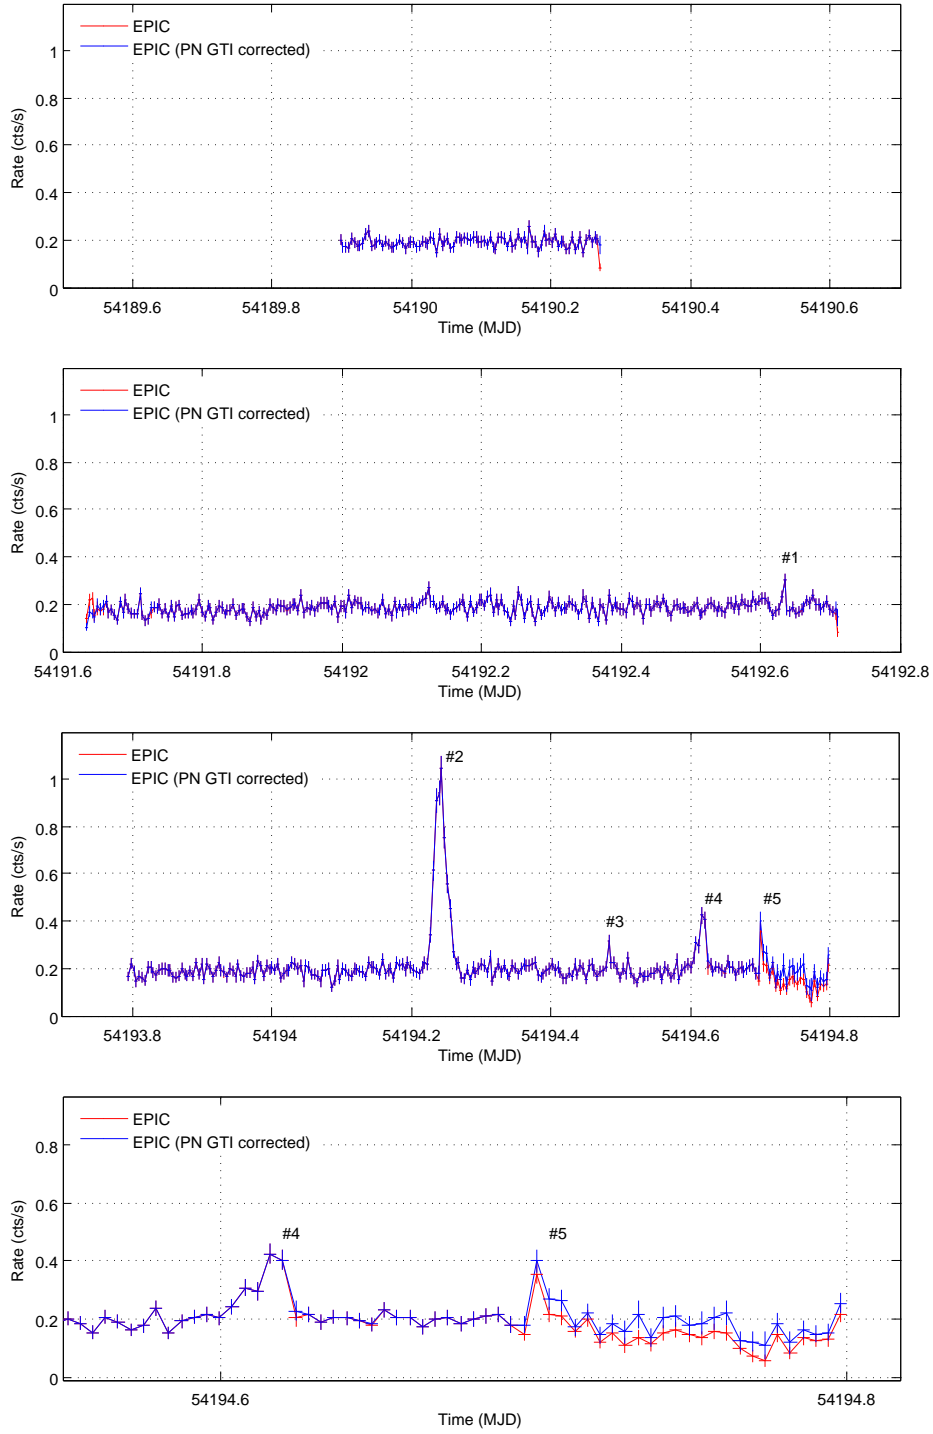 EPIC
EPIC (PN GTI corrected)
1
0.8
0.6
0.4
0.2
0
Rate (cts/s)
54189.6 54189.8 54190 54190.2 54190.4 54190.6
Time (MJD)
EPIC
EPIC (PN GTI corrected)
1
0.8
0.6
0.4
0.2
0
Rate (cts/s)
#1
54191.6 54191.8 54192 54192.2 54192.4 54192.6 54192.8
Time (MJD)
EPIC
EPIC (PN GTI corrected)
1
0.8
0.6
0.4
0.2
0
Rate (cts/s)
#2
#3
#4
#5
54193.8 54194 54194.2 54194.4 54194.6 54194.8
Time (MJD)
EPIC
EPIC (PN GTI corrected)
0.8
0.6
0.4
0.2
0
Rate (cts/s)
#4
#5
54194.6 54194.8
Time (MJD)